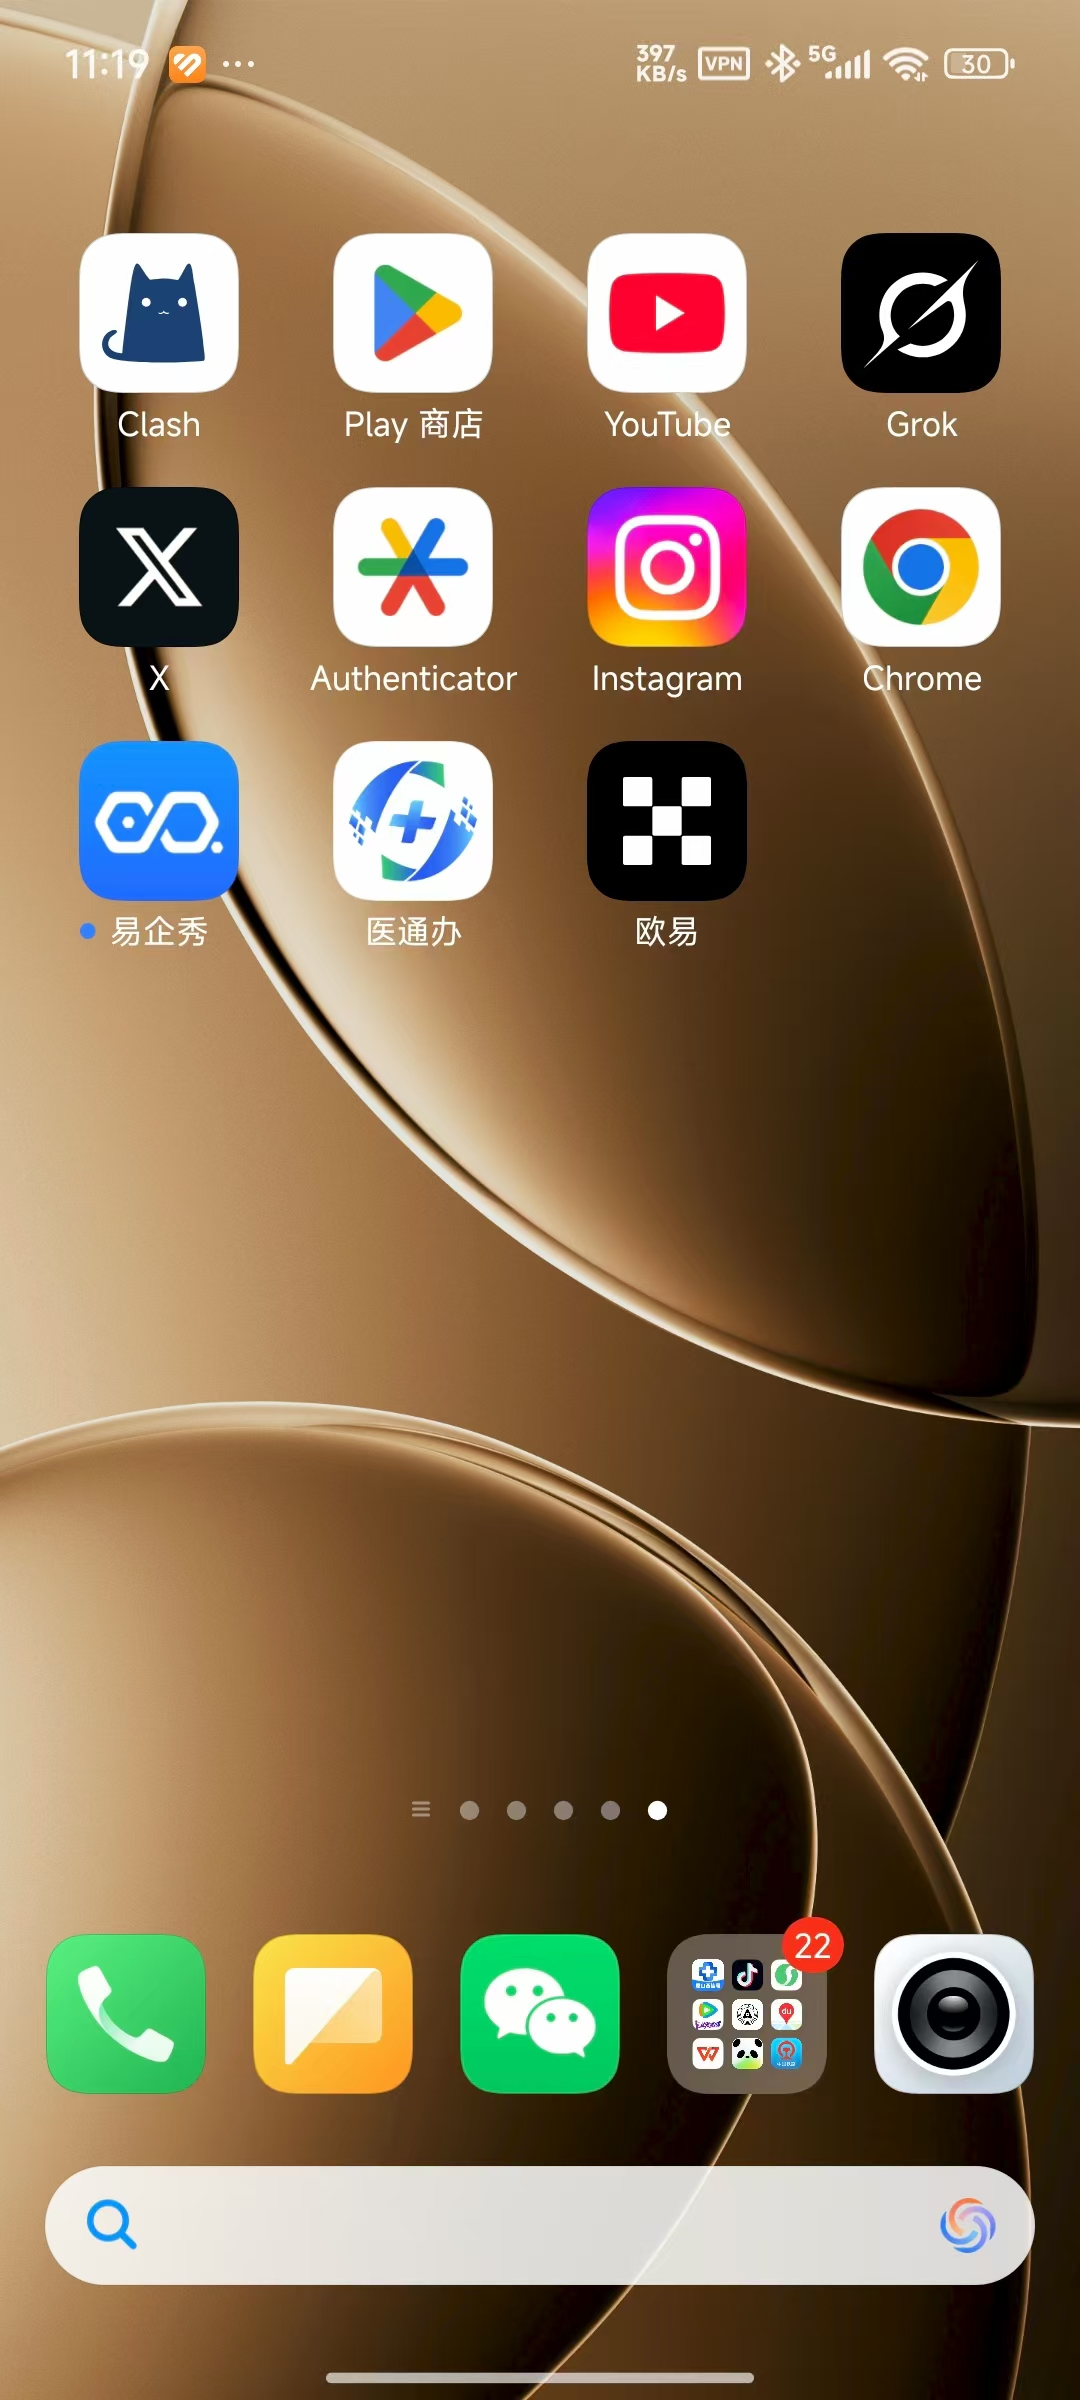 11:19 ... 397 KB/s VPN 5G 30
Clash Play 商店 YouTube Grok
X Authenticator Instagram Chrome
易企秀 医通办 欧易
22